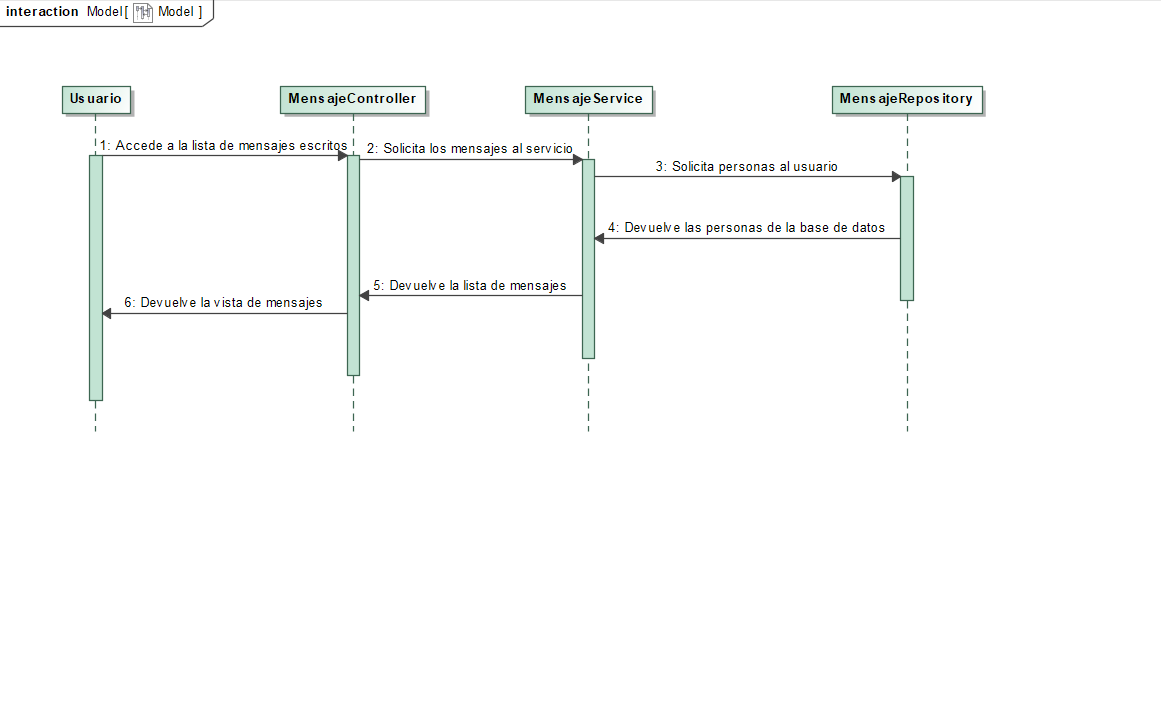 interaction Model[ Model ]
Usuario
MensajeController
MensajeService
MensajeRepository
1: Accede a la lista de mensajes escritos
2: Solicita los mensajes al servicio
3: Solicita personas al usuario
4: Devuelve las personas de la base de datos
5: Devuelve la lista de mensajes
6: Devuelve la vista de mensajes